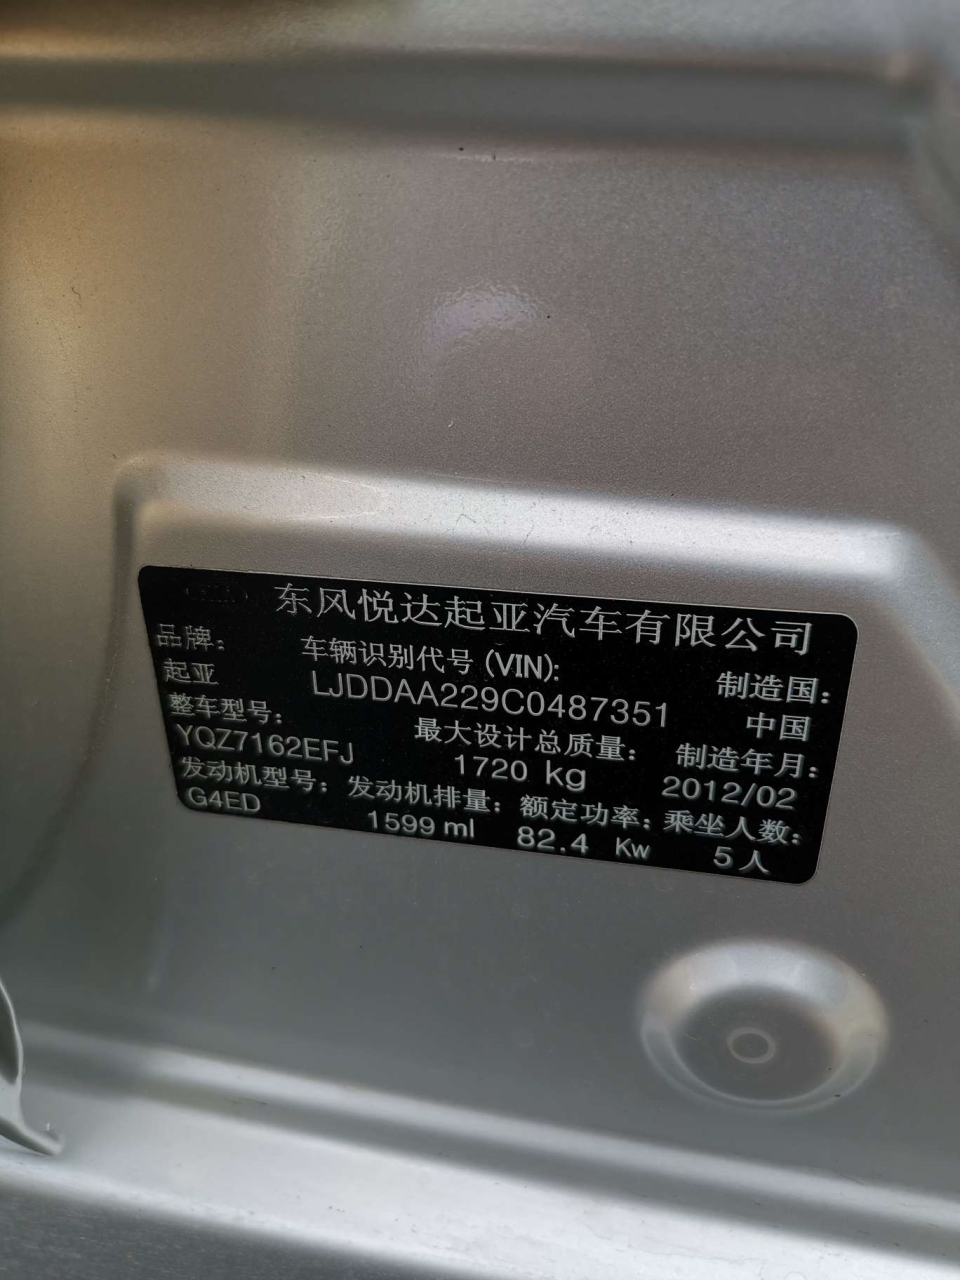 东风悦达起亚汽车有限公司
品牌: 车辆识别代号 (VIN): 制造国:
起亚 LJDDAA229C0487351 中国
整车型号: 最大设计总质量: 制造年月:
YQZ7162EFJ 1720 kg 2012/02
发动机型号: 发动机排量: 额定功率: 乘坐人数:
G4ED 1599 ml 82.4 Kw 5人